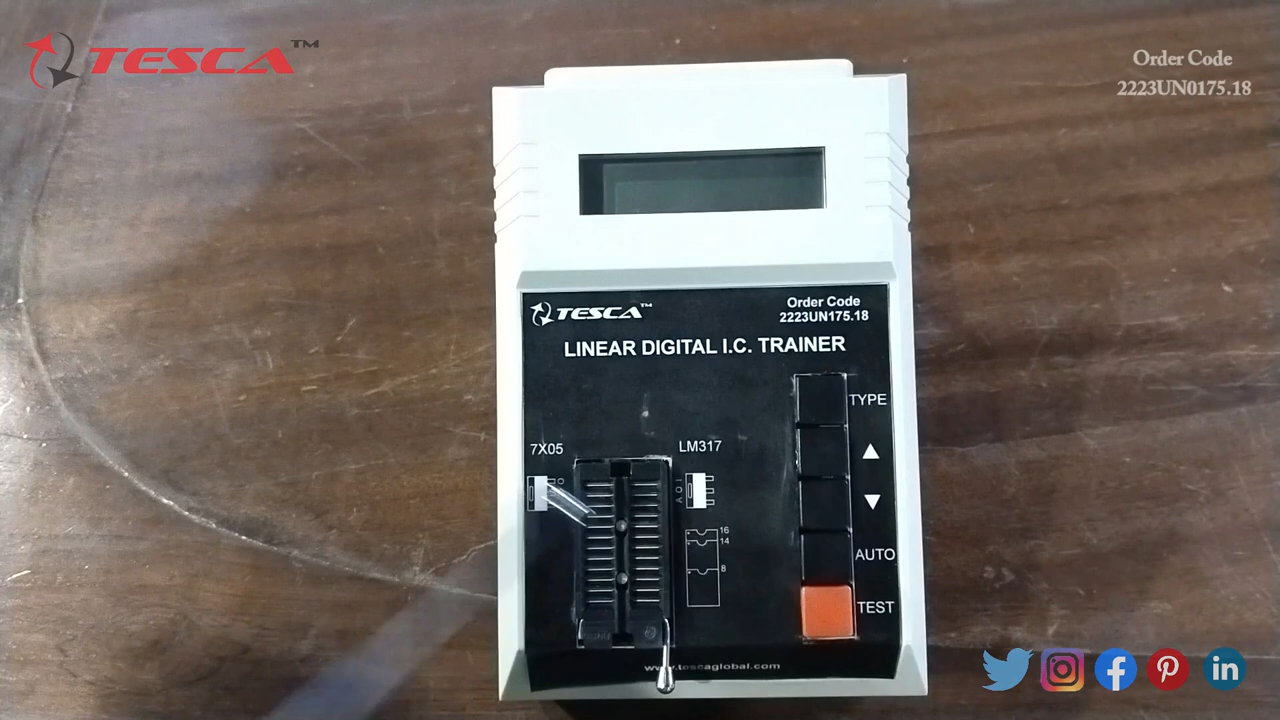 TESCA™
Order Code
2223UN0175.18
TESCA™
Order Code
2223UN175.18
LINEAR DIGITAL I.C. TRAINER
TYPE
7X05
LM317
▲
▼
I O A
16
14
8
AUTO
TEST
www.tescaglobal.com